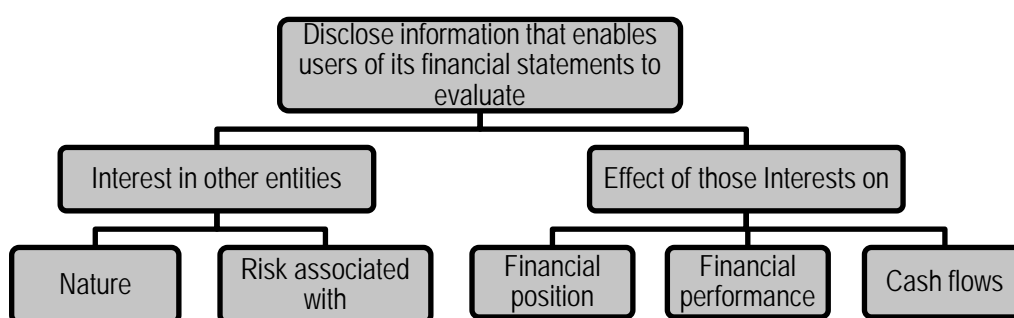 Disclose information that enables
users of its financial statements to
evaluate
Interest in other entities
Effect of those Interests on
Nature
Risk associated
with
Financial
position
Financial
performance
Cash flows